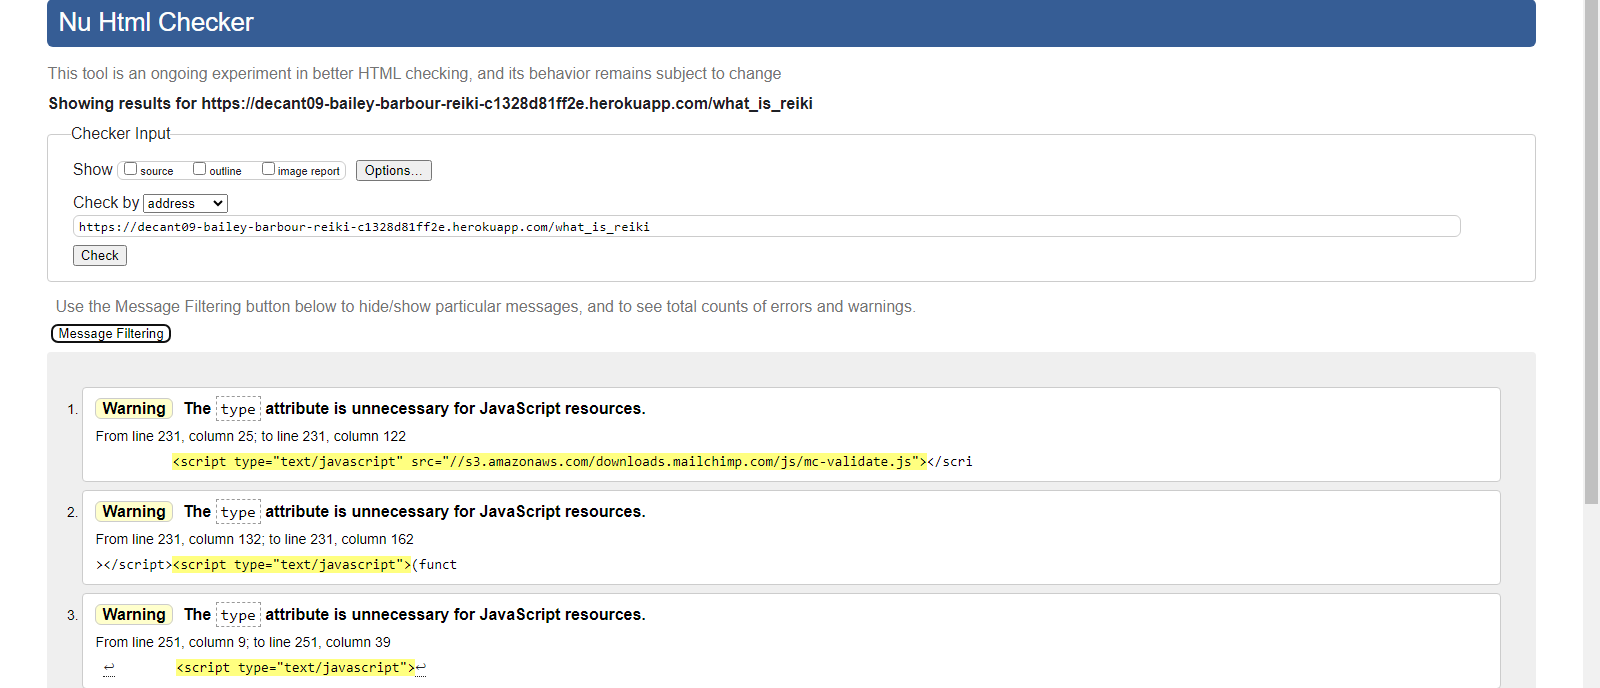 Nu Html Checker
This tool is an ongoing experiment in better HTML checking, and its behavior remains subject to change
Showing results for https://decant09-bailey-barbour-reiki-c1328d81ff2e.herokuapp.com/what_is_reiki
Checker Input
Show source outline image report Options...
Check by address
https://decant09-bailey-barbour-reiki-c1328d81ff2e.herokuapp.com/what_is_reiki
Check
Use the Message Filtering button below to hide/show particular messages, and to see total counts of errors and warnings.
Message Filtering
1. Warning The type attribute is unnecessary for JavaScript resources.
From line 231, column 25; to line 231, column 122
<script type="text/javascript" src="//s3.amazonaws.com/downloads.mailchimp.com/js/mc-validate.js"></scri
2. Warning The type attribute is unnecessary for JavaScript resources.
From line 231, column 132; to line 231, column 162
></script><script type="text/javascript">(funct
3. Warning The type attribute is unnecessary for JavaScript resources.
From line 251, column 9; to line 251, column 39
↩ <script type="text/javascript">↩